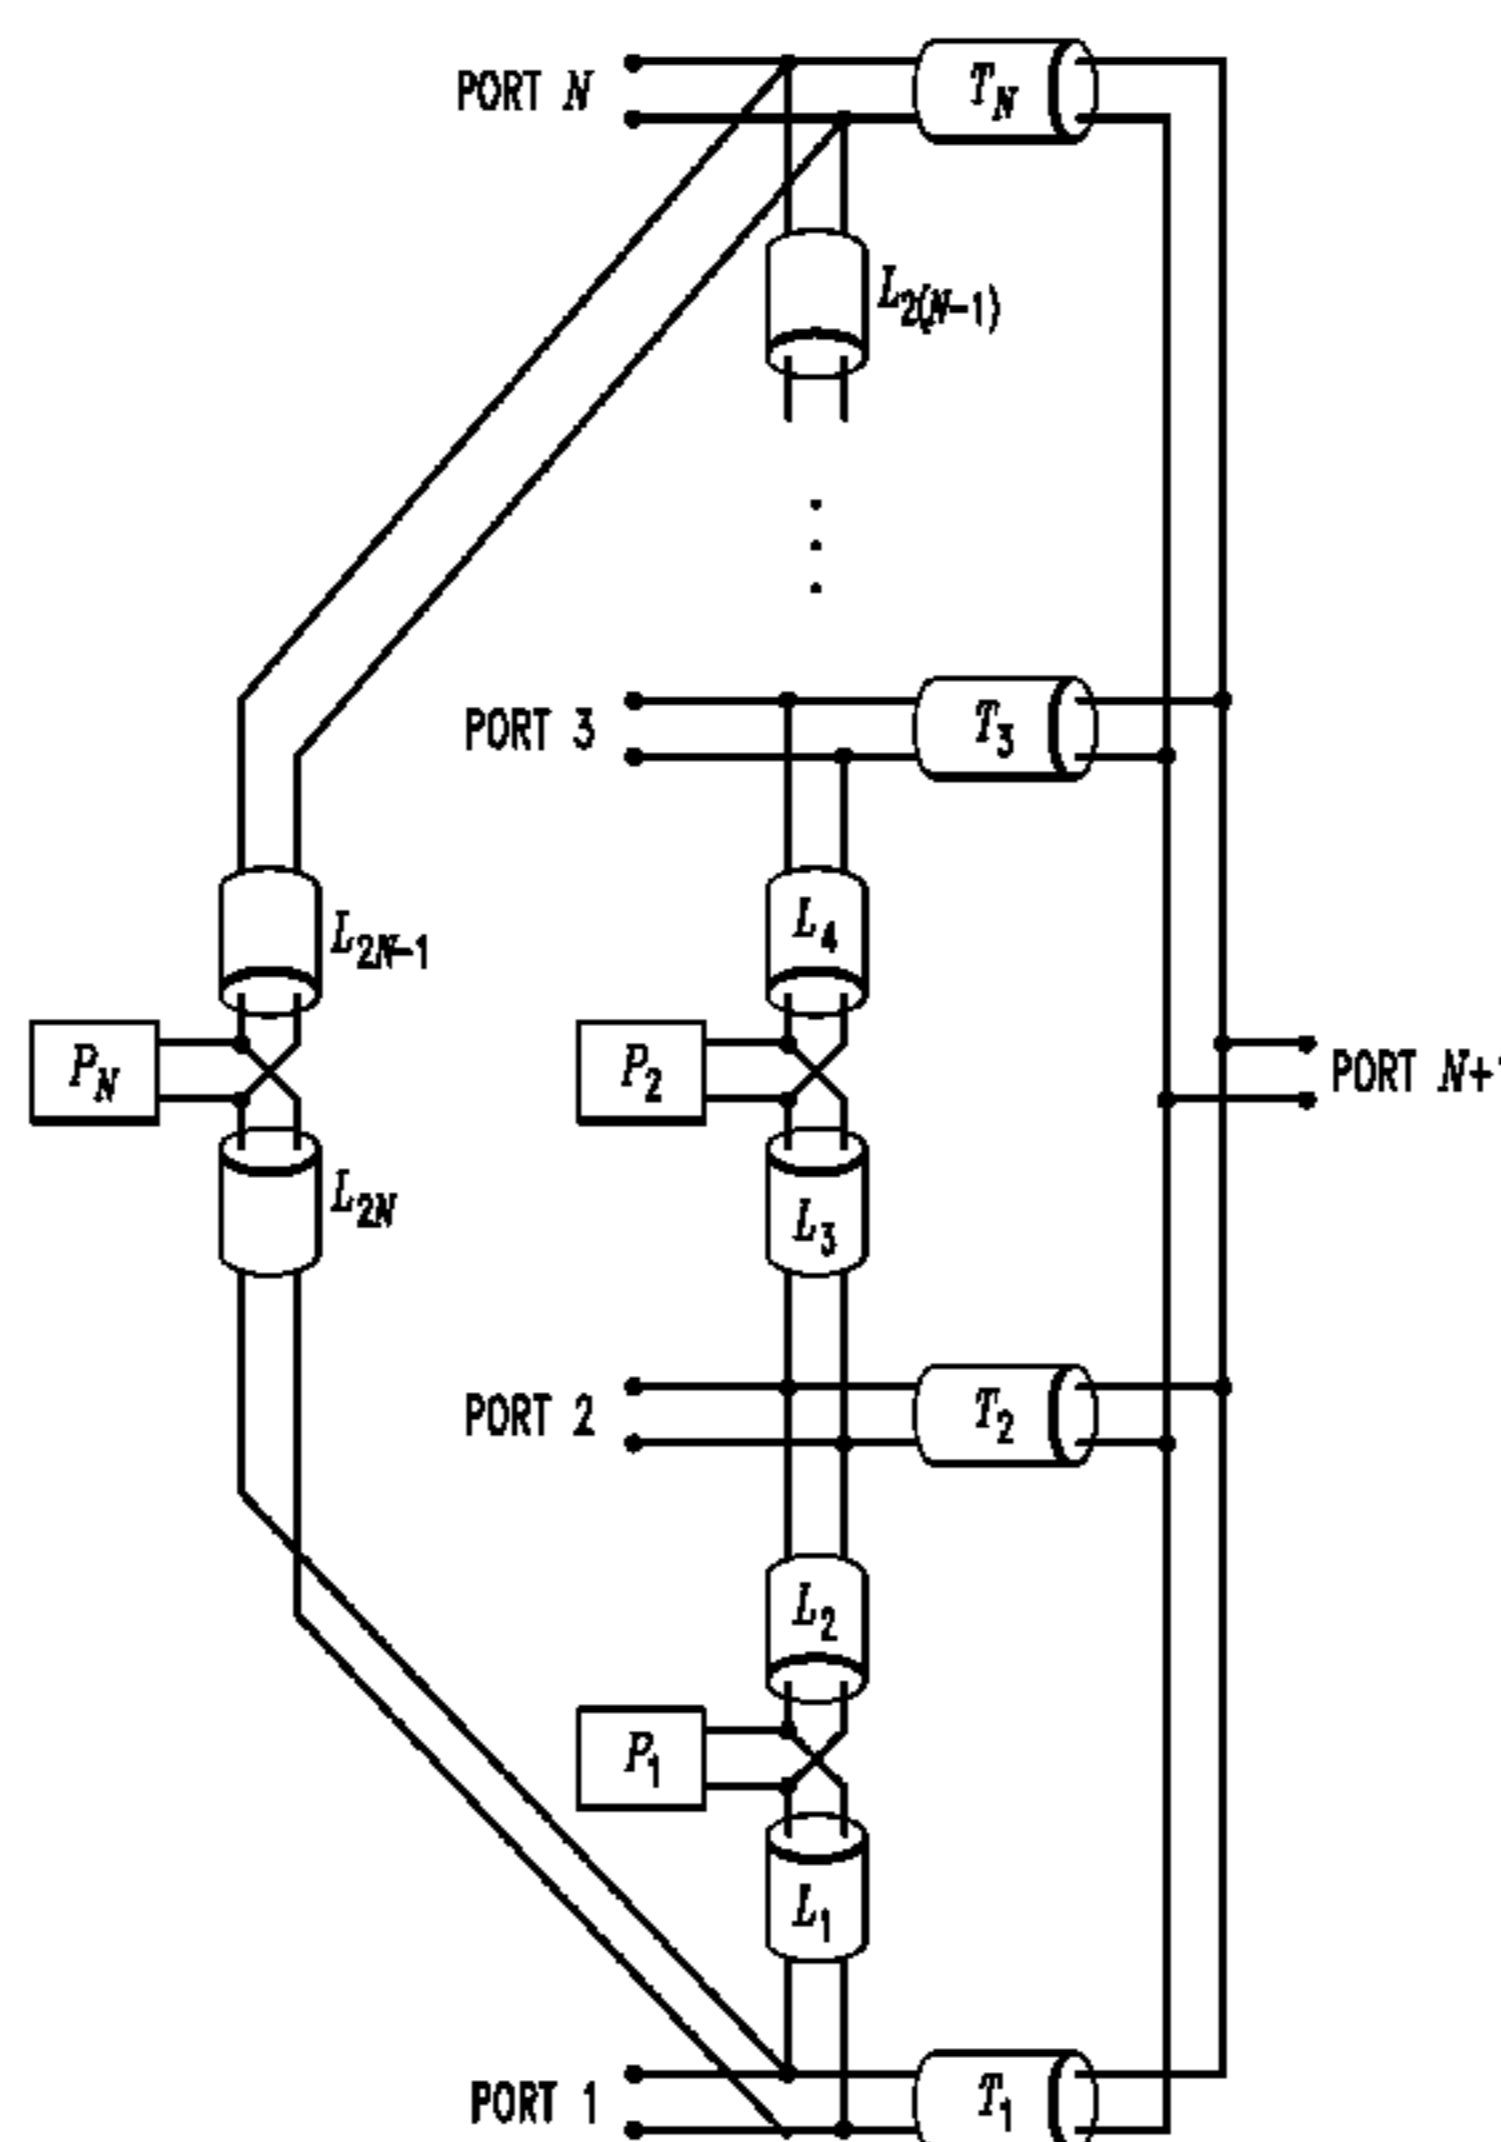 PORT N
T_N
L_2(N-1)
PORT 3
T_3
L_2N-1
L_4
P_N
P_2
PORT N+1
L_2N
L_3
PORT 2
T_2
L_2
P_1
L_1
PORT 1
T_1